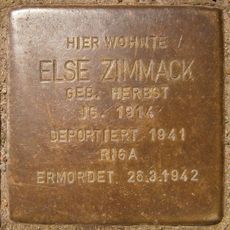 HIER WOHNTE
ELSE ZIMMACK
GEB. HERBST
JG. 1914
DEPORTIERT 1941
RIGA
ERMORDET 26.3.1942